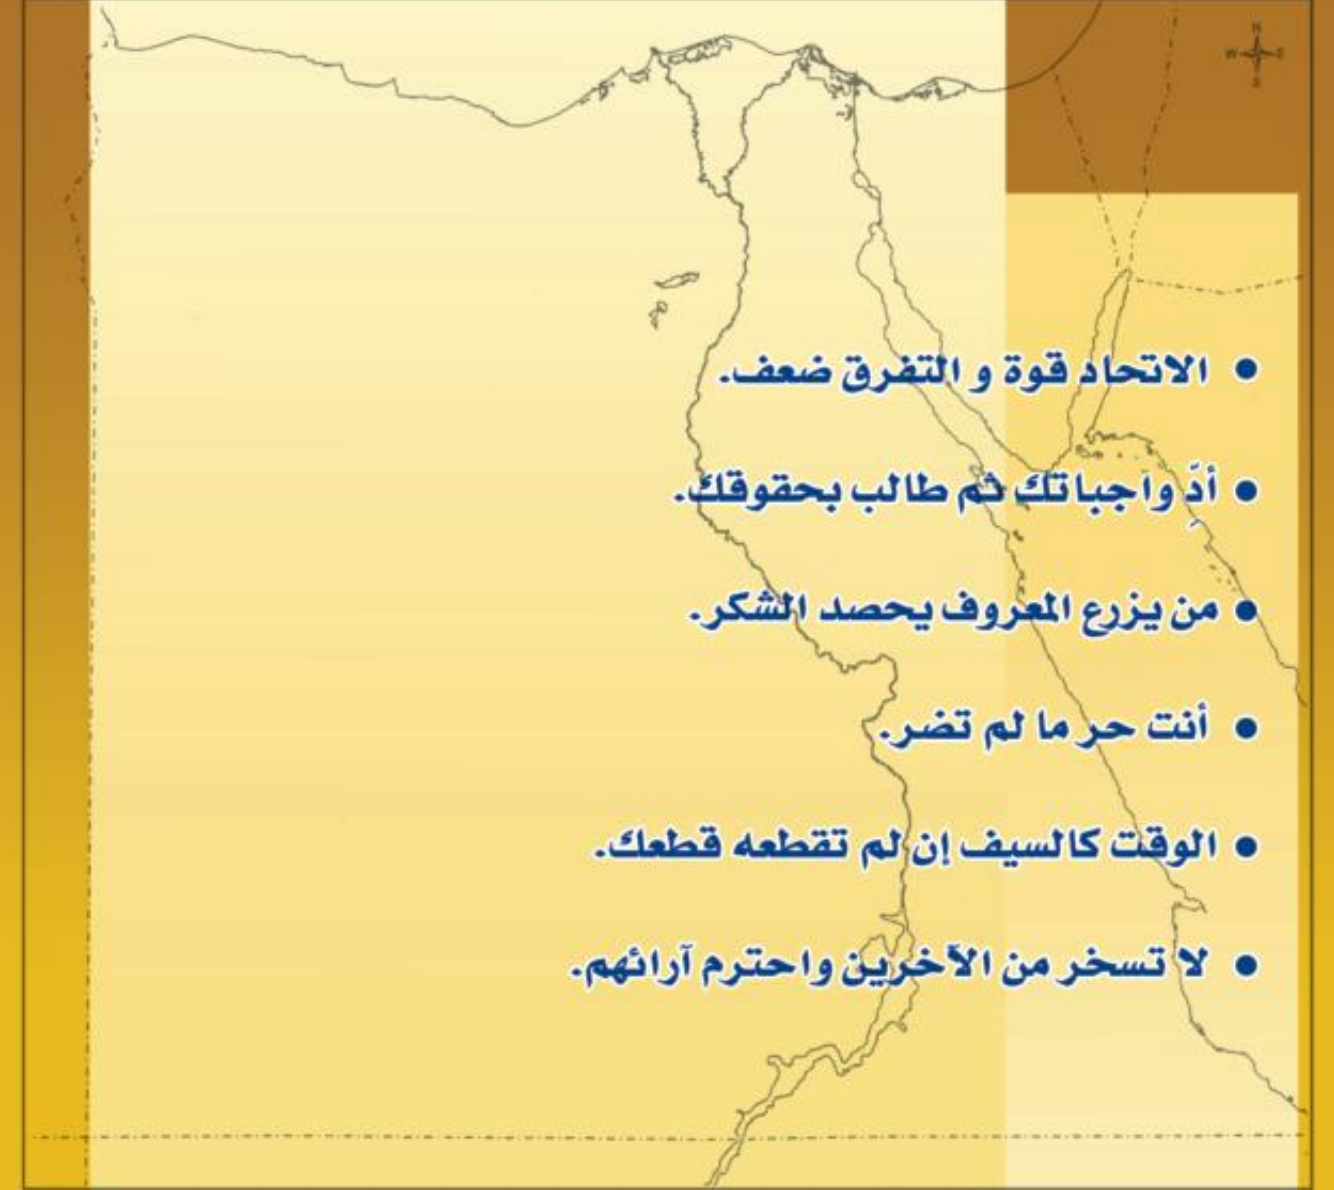 N
W E
S
• الاتحاد قوة و التفرق ضعف.
• أدِّ واجباتك ثم طالب بحقوقك.
• من يزرع المعروف يحصد الشكر.
• أنت حر ما لم تضر.
• الوقت كالسيف إن لم تقطعه قطعك.
• لا تسخر من الآخرين واحترم آرائهم.